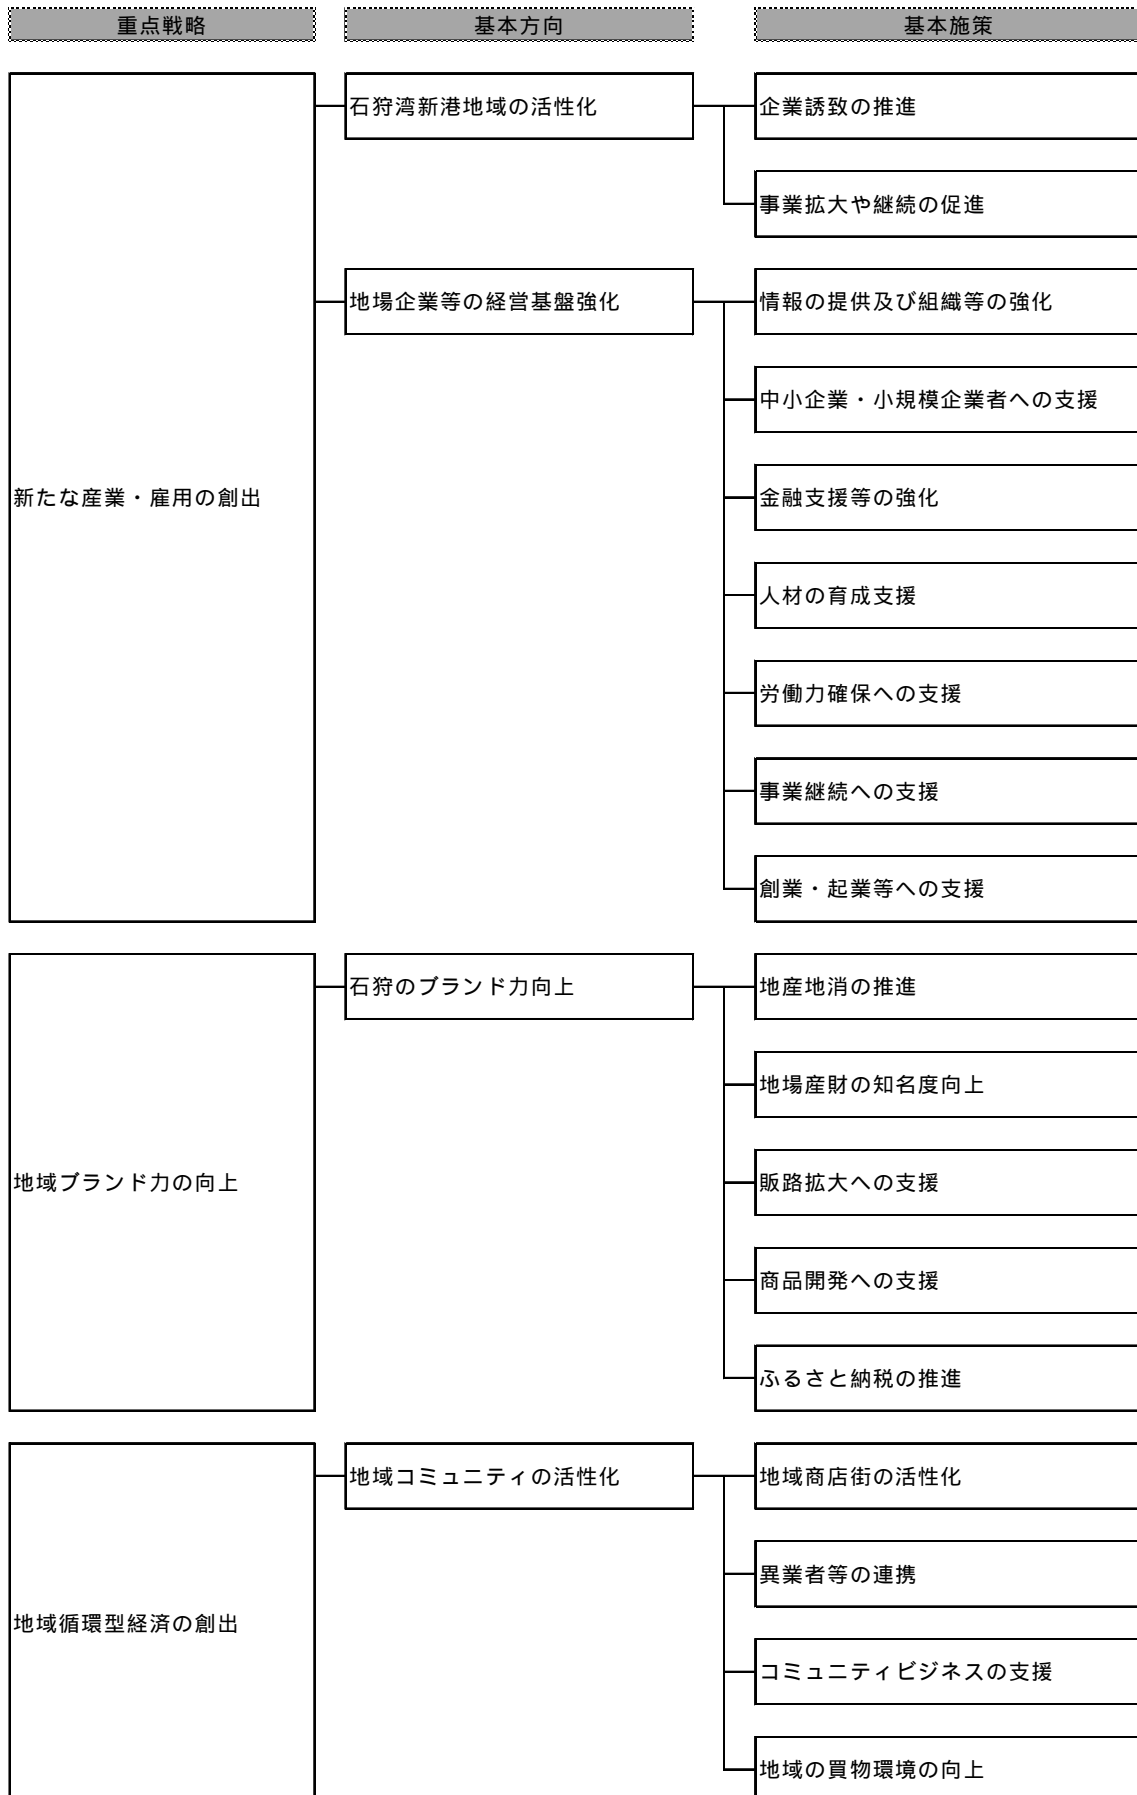 重点戦略
基本方向
基本施策
新たな産業・雇用の創出
石狩湾新港地域の活性化
企業誘致の推進
事業拡大や継続の促進
地場企業等の経営基盤強化
情報の提供及び組織等の強化
中小企業・小規模企業者への支援
金融支援等の強化
人材の育成支援
労働力確保への支援
事業継続への支援
創業・起業等への支援
地域ブランド力の向上
石狩のブランド力向上
地産地消の推進
地場産財の知名度向上
販路拡大への支援
商品開発への支援
ふるさと納税の推進
地域循環型経済の創出
地域コミュニティの活性化
地域商店街の活性化
異業者等の連携
コミュニティビジネスの支援
地域の買物環境の向上